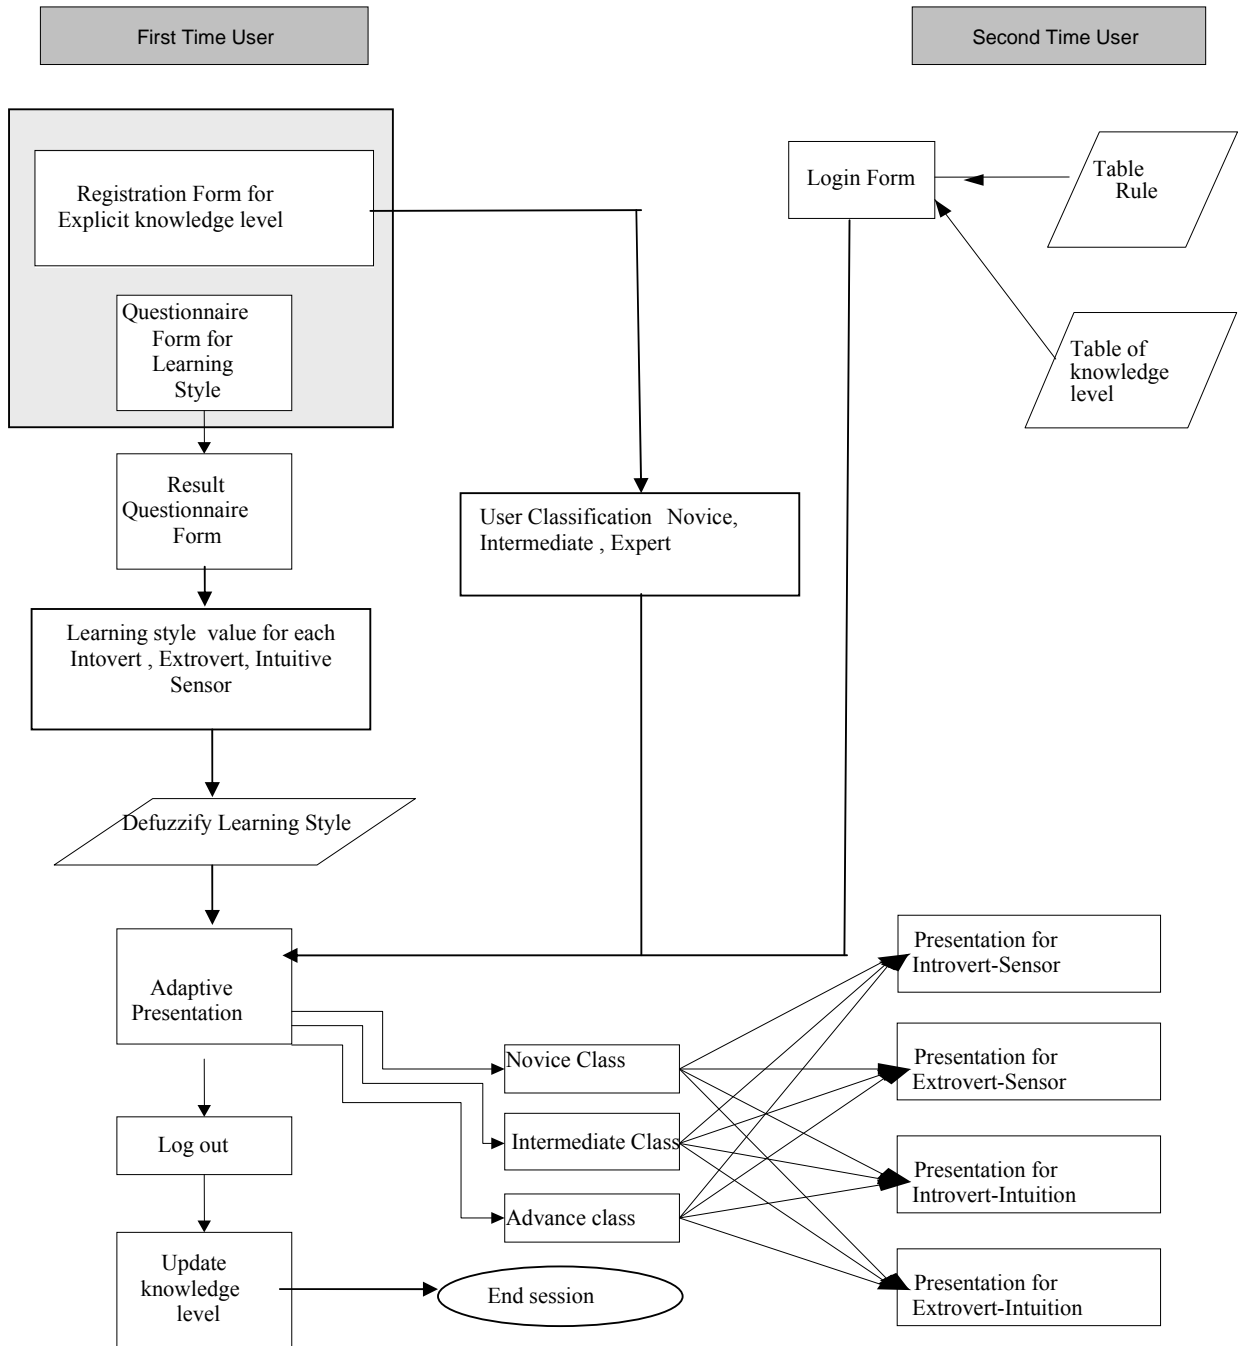 First Time User
Second Time User
Registration Form for
Explicit knowledge level
Login Form
Table
Rule
Questionnaire
Form for
Learning
Style
Table of
knowledge
level
Result
Questionnaire
Form
User Classification Novice,
Intermediate , Expert
Learning style value for each
Intovert , Extrovert, Intuitive
Sensor
Defuzzify Learning Style
Adaptive
Presentation
Presentation for
Introvert-Sensor
Novice Class
Presentation for
Extrovert-Sensor
Intermediate Class
Log out
Presentation for
Introvert-Intuition
Advance class
Update
knowledge
level
End session
Presentation for
Extrovert-Intuition